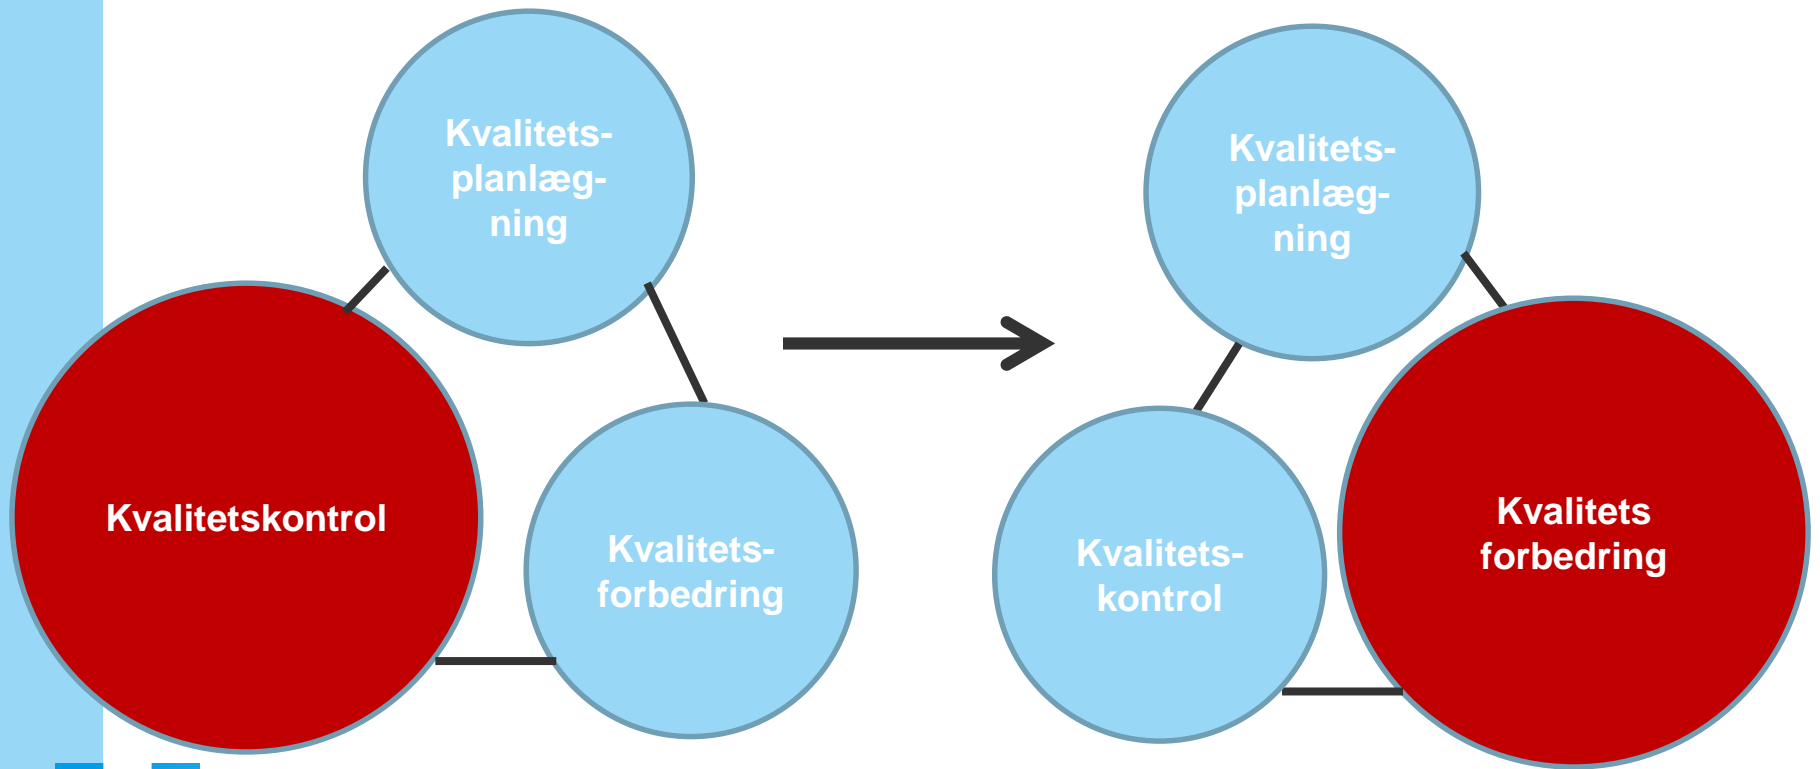 Kvalitets-
planlæg-
ning
Kvalitetskontrol
Kvalitets-
forbedring
Kvalitets-
planlæg-
ning
Kvalitets-
kontrol
Kvalitets
forbedring